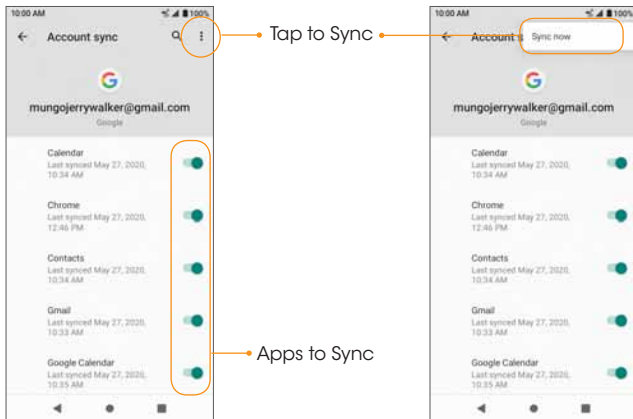 10:00 AM 100%
Account sync
G
mungojerrywalker@gmail.com
Google
Calendar
Last synced May 27, 2020,
10:34 AM
Chrome
Last synced May 27, 2020,
12:46 PM
Contacts
Last synced May 27, 2020,
10:34 AM
Gmail
Last synced May 27, 2020,
10:33 AM
Google Calendar
Last synced May 27, 2020,
10:35 AM
Tap to Sync
Apps to Sync
10:00 AM 100%
Account s
Sync now
G
mungojerrywalker@gmail.com
Google
Calendar
Last synced May 27, 2020,
10:34 AM
Chrome
Last synced May 27, 2020,
12:46 PM
Contacts
Last synced May 27, 2020,
10:34 AM
Gmail
Last synced May 27, 2020,
10:33 AM
Google Calendar
Last synced May 27, 2020,
10:35 AM